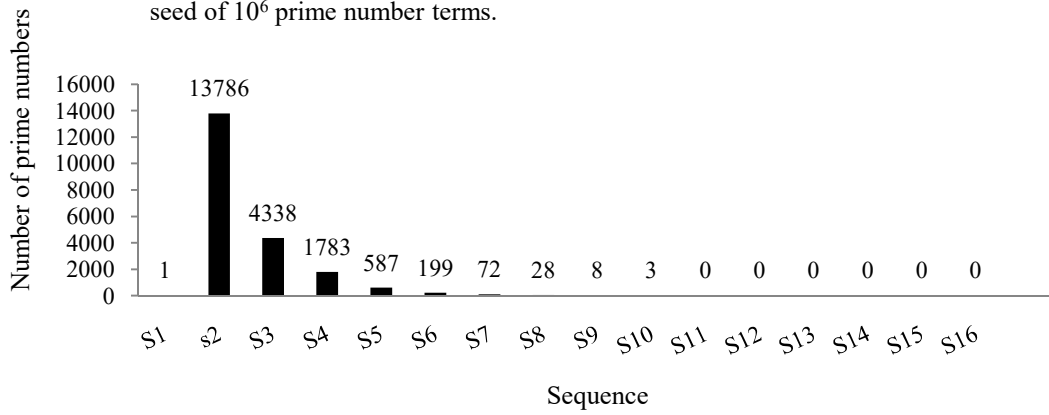 seed of 10⁶ prime number terms.
Number of prime numbers
16000
14000
12000
10000
8000
6000
4000
2000
0
1
13786
4338
1783
587
199
72
28
8
3
0
0
0
0
0
0
S1
s2
S3
S4
S5
S6
S7
S8
S9
S10
S11
S12
S13
S14
S15
S16
Sequence